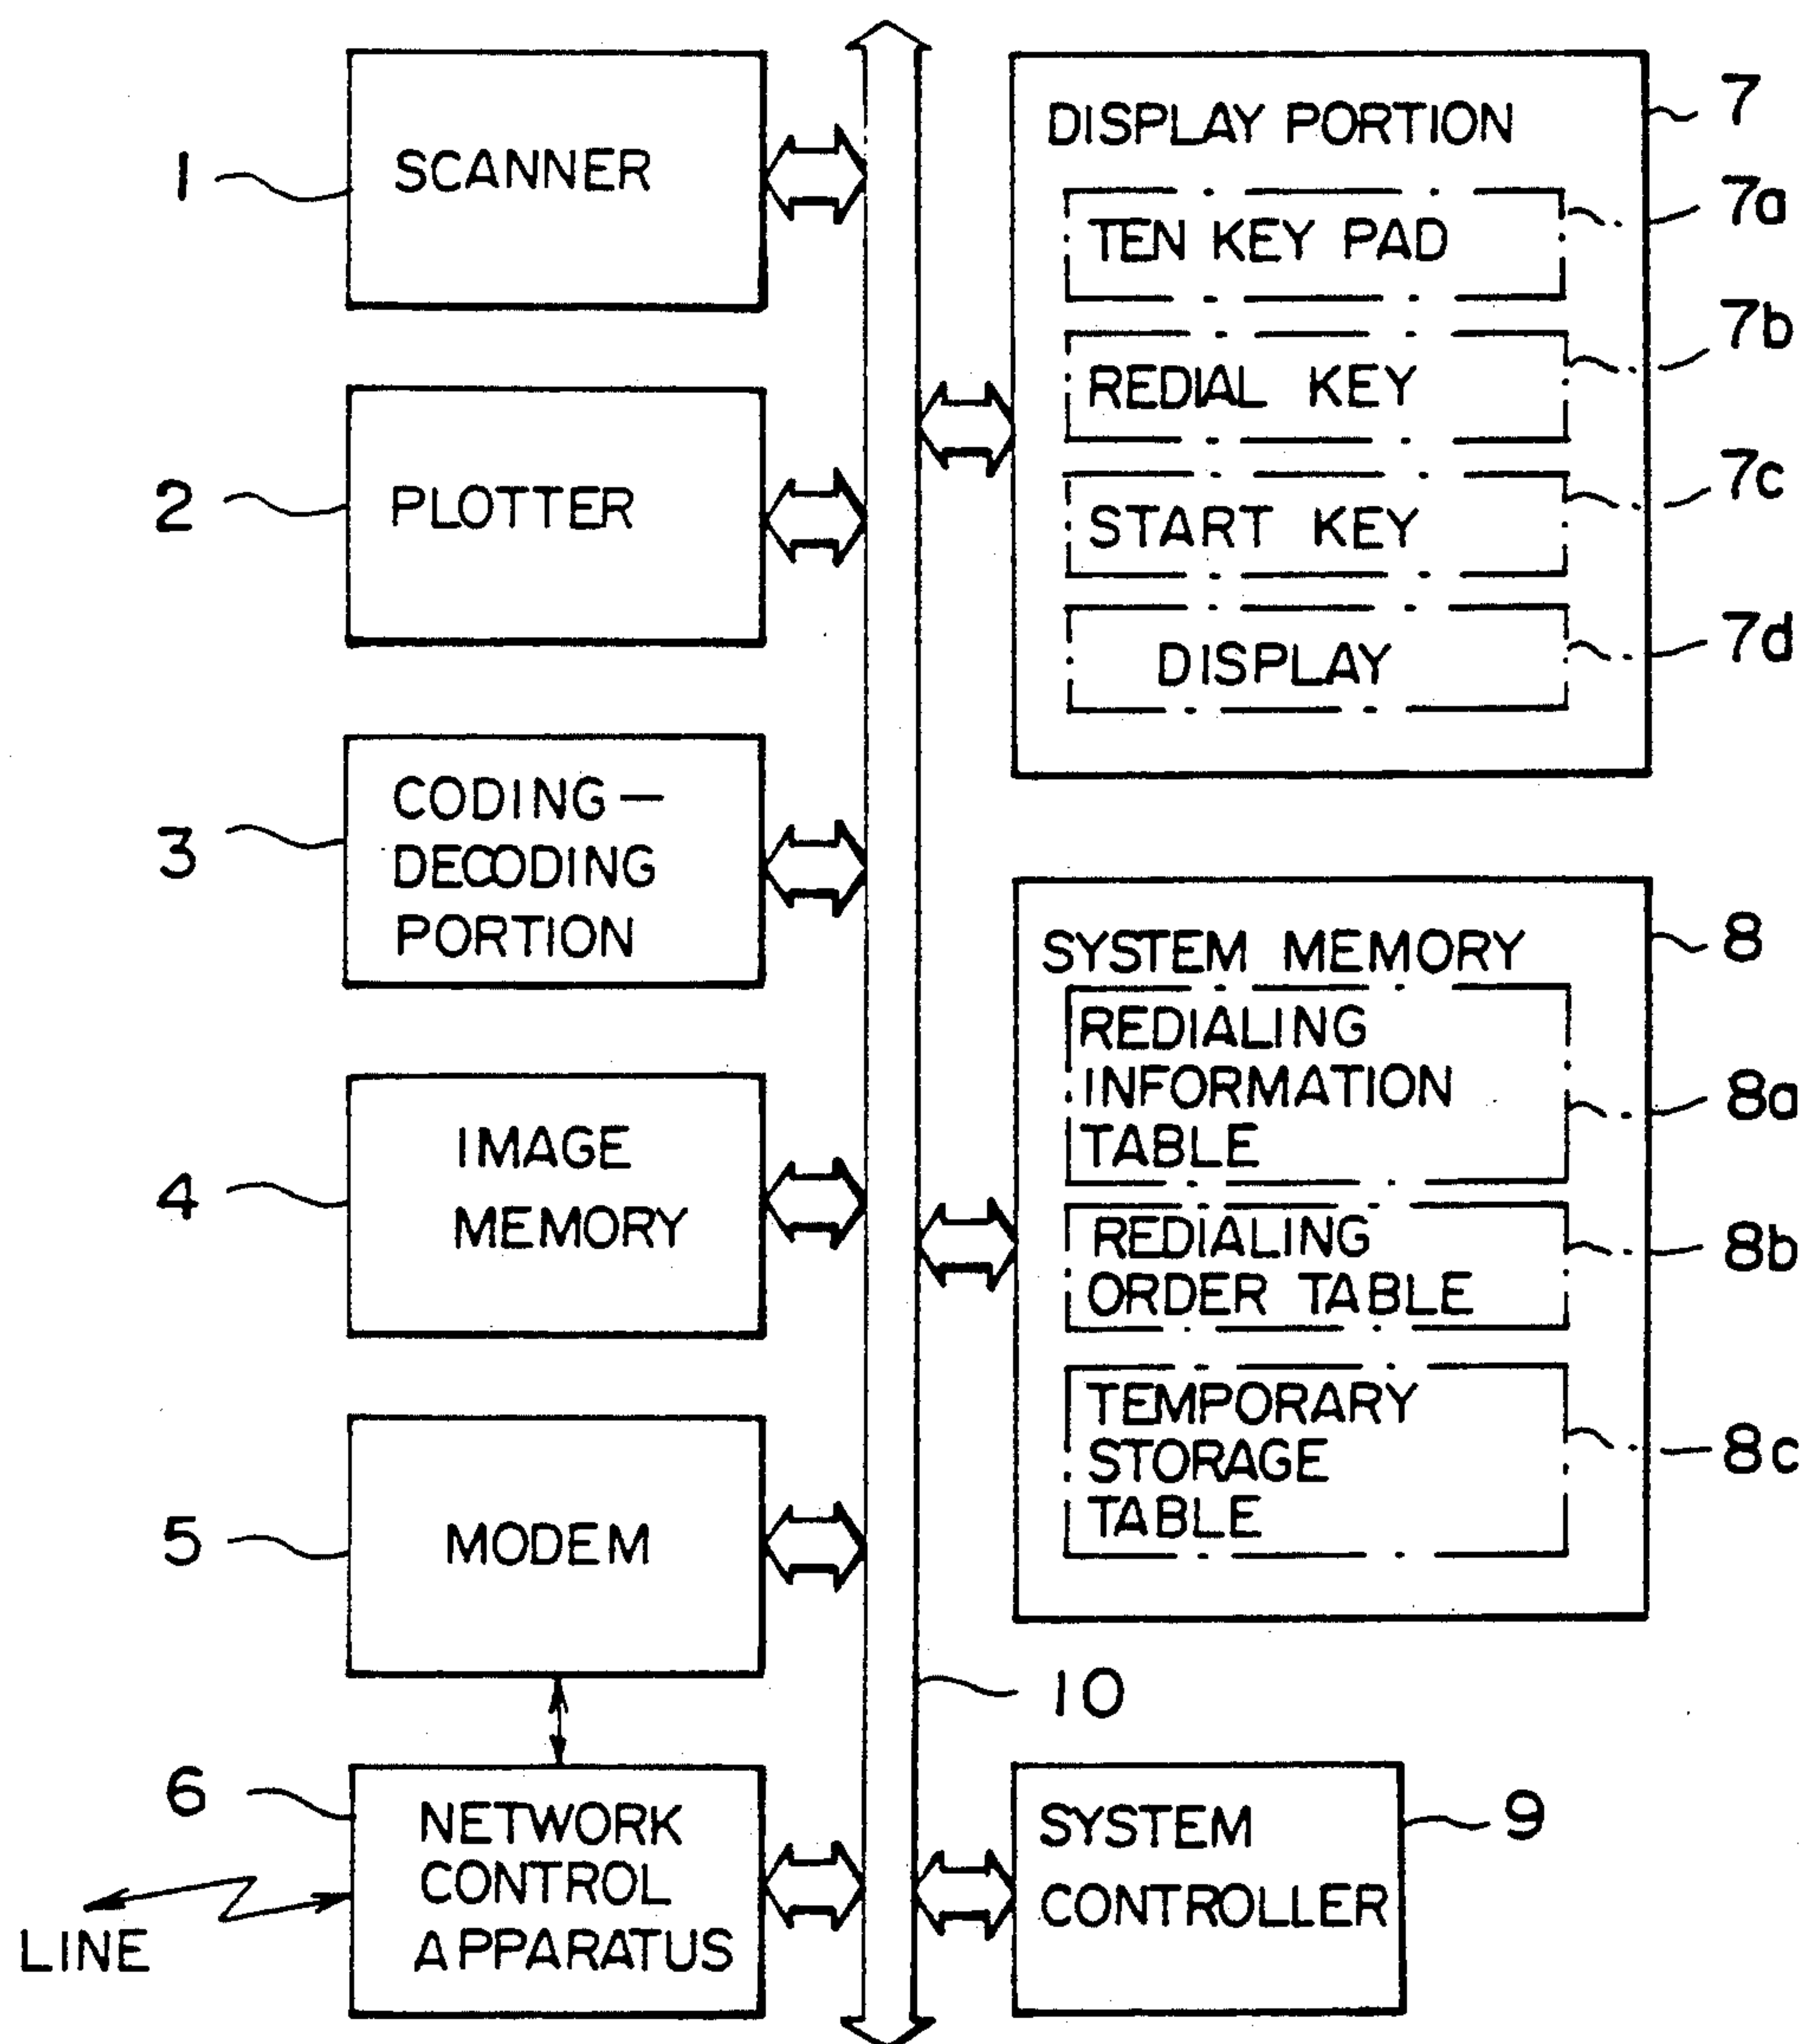 1
SCANNER
2
PLOTTER
3
CODING—
DECODING
PORTION
4
IMAGE
MEMORY
5
MODEM
6
NETWORK
CONTROL
APPARATUS
LINE
DISPLAY PORTION
7
TEN KEY PAD
7a
REDIAL KEY
7b
START KEY
7c
DISPLAY
7d
SYSTEM MEMORY
8
REDIALING
INFORMATION
TABLE
8a
REDIALING
ORDER TABLE
8b
TEMPORARY
STORAGE
TABLE
8c
10
SYSTEM
CONTROLLER
9